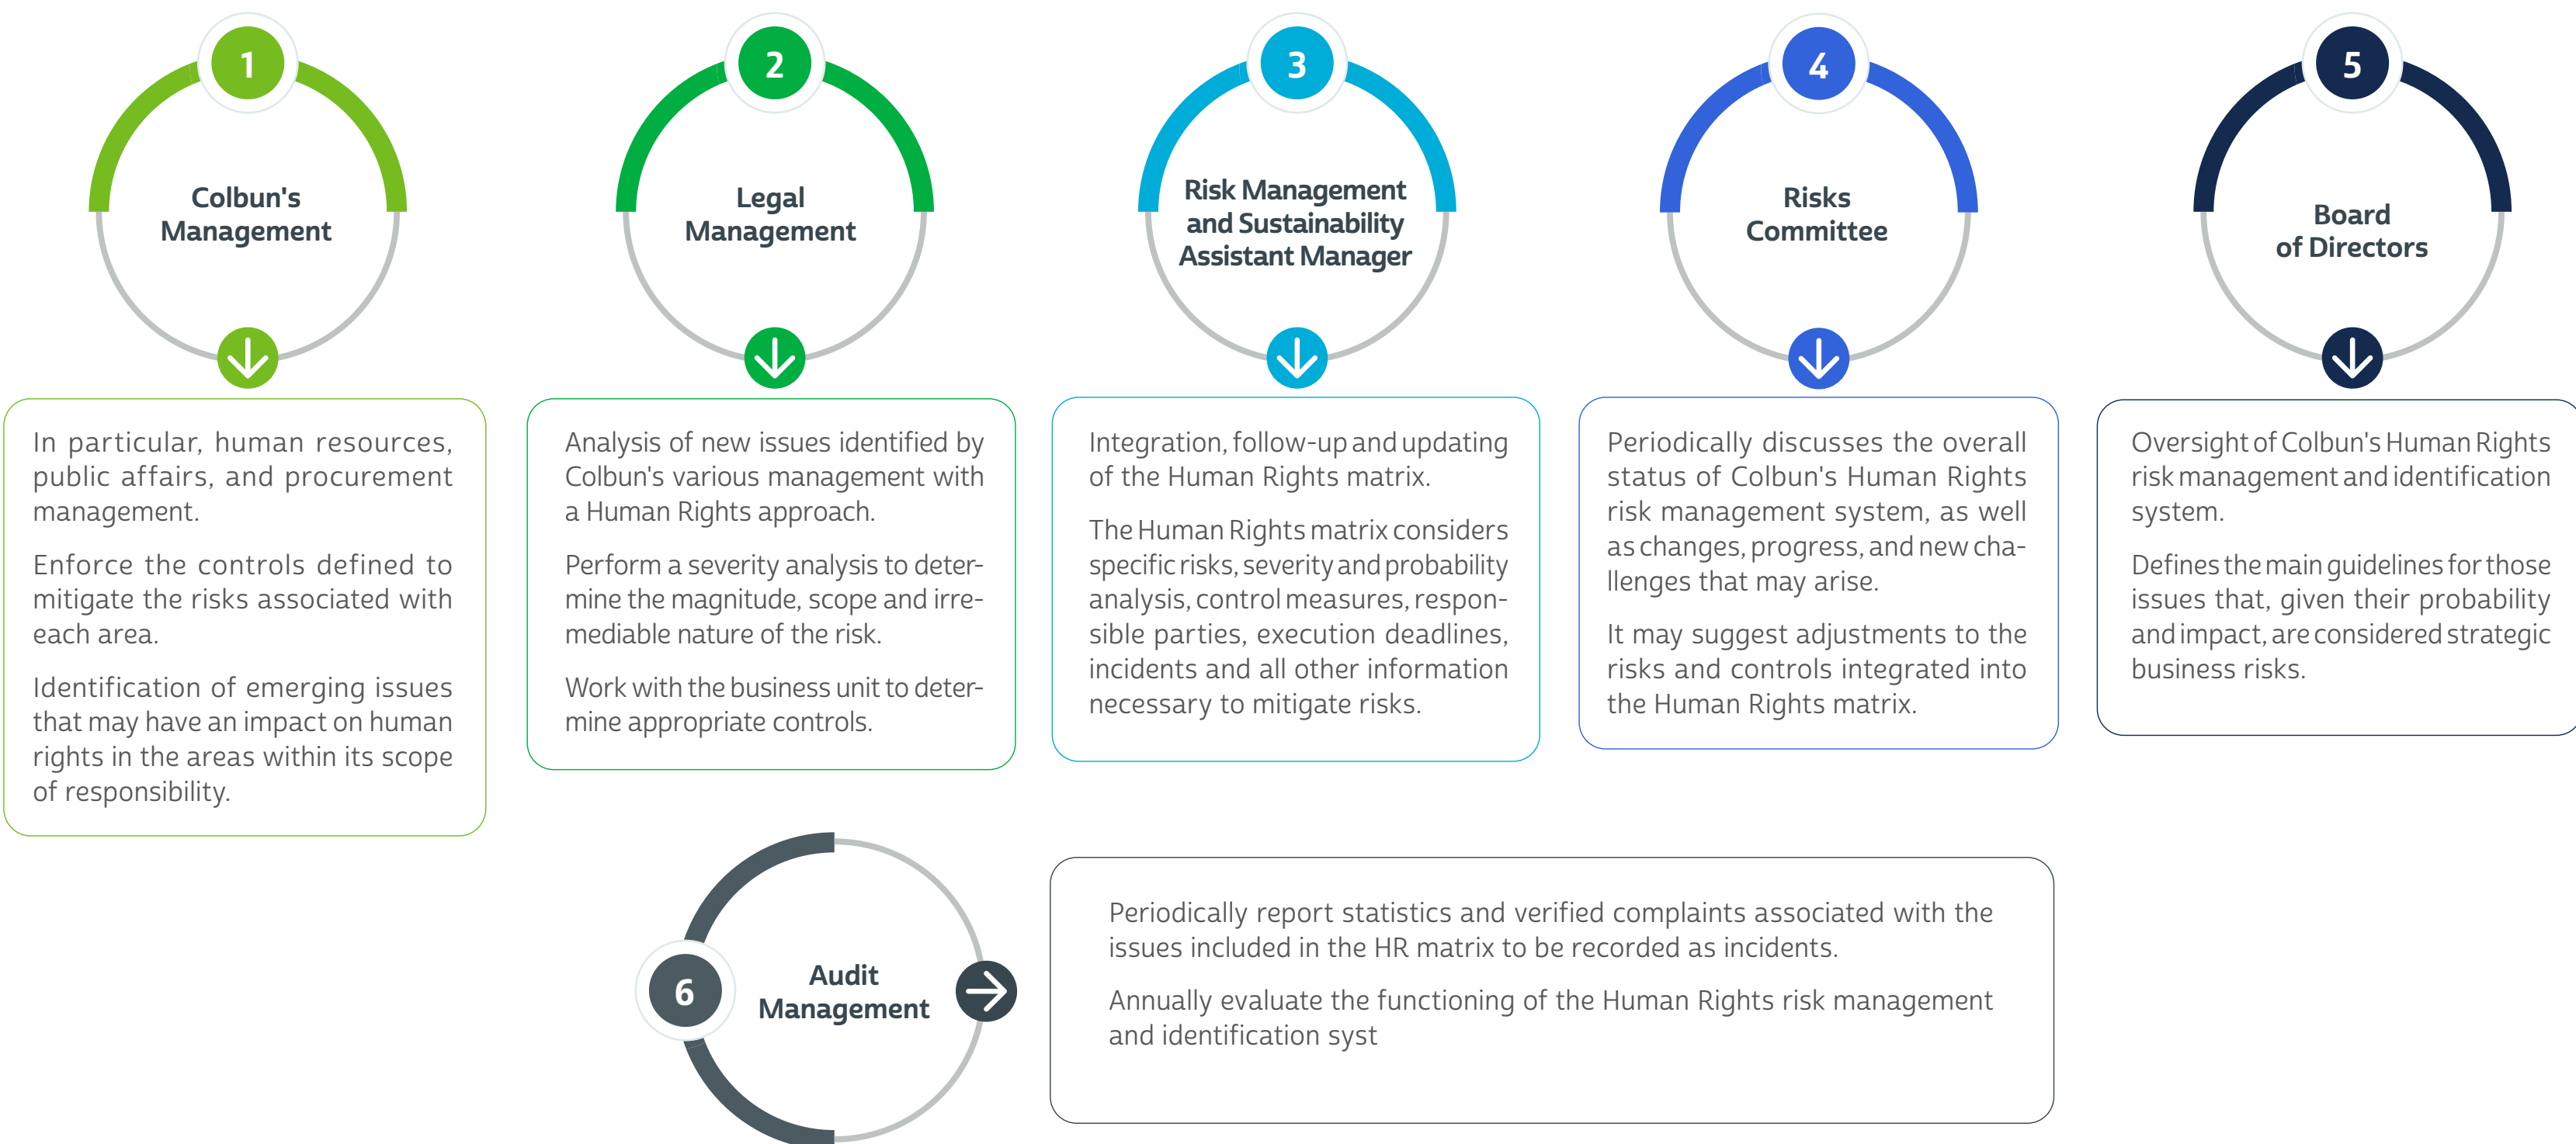 1
Colbun's
Management
In particular, human resources,
public affairs, and procurement
management.
Enforce the controls defined to
mitigate the risks associated with
each area.
Identification of emerging issues
that may have an impact on human
rights in the areas within its scope
of responsibility.
2
Legal
Management
Analysis of new issues identified by
Colbun's various management with
a Human Rights approach.
Perform a severity analysis to deter-
mine the magnitude, scope and irre-
mediable nature of the risk.
Work with the business unit to deter-
mine appropriate controls.
3
Risk Management
and Sustainability
Assistant Manager
Integration, follow-up and updating
of the Human Rights matrix.
The Human Rights matrix considers
specific risks, severity and probability
analysis, control measures, respon-
sible parties, execution deadlines,
incidents and all other information
necessary to mitigate risks.
4
Risks
Committee
Periodically discusses the overall
status of Colbun's Human Rights
risk management system, as well
as changes, progress, and new cha-
llenges that may arise.
It may suggest adjustments to the
risks and controls integrated into
the Human Rights matrix.
5
Board
of Directors
Oversight of Colbun's Human Rights
risk management and identification
system.
Defines the main guidelines for those
issues that, given their probability
and impact, are considered strategic
business risks.
6
Audit
Management
Periodically report statistics and verified complaints associated with the
issues included in the HR matrix to be recorded as incidents.
Annually evaluate the functioning of the Human Rights risk management
and identification syst